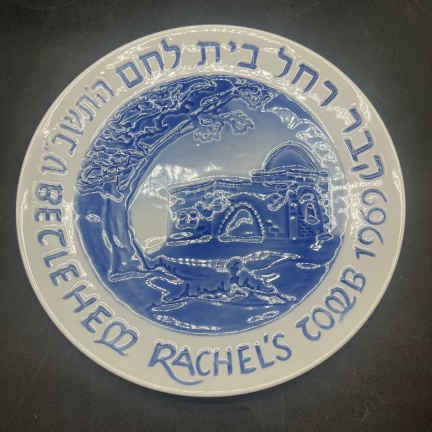 קבר רחל בית לחם התשכ"ט
BETLEHEM RACHEL'S TOMB 1969